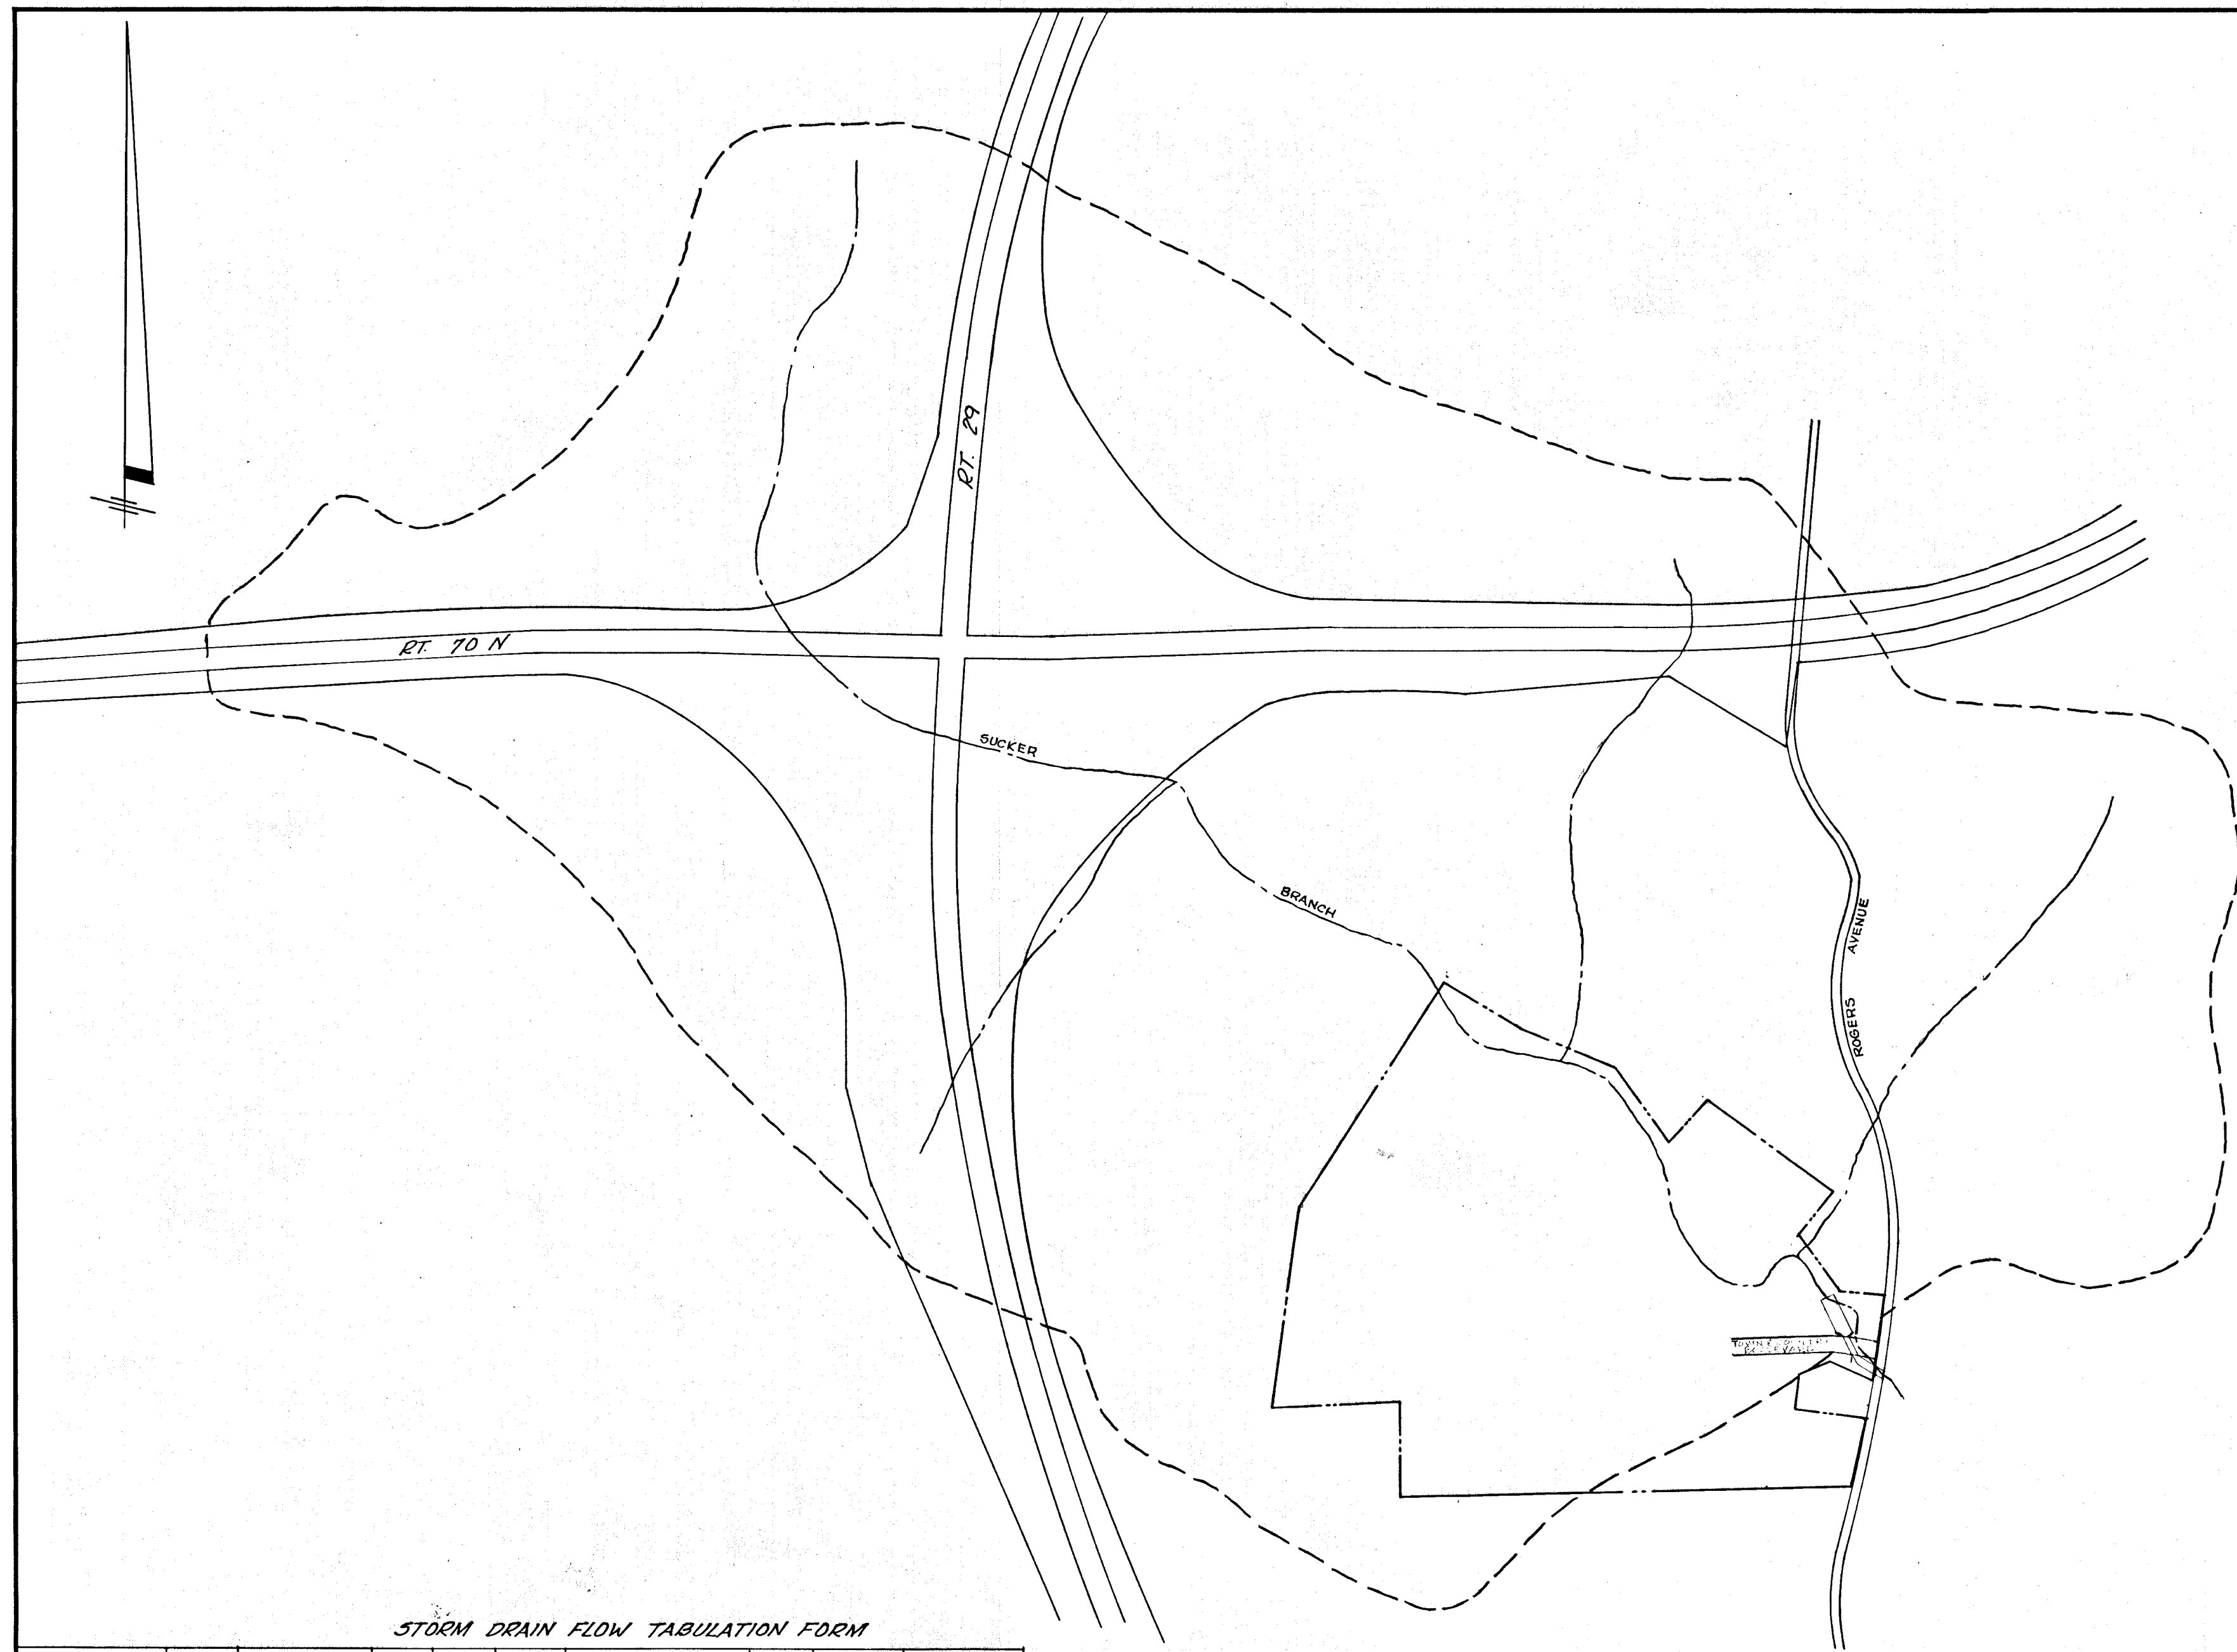 RT. 29
RT. 70 N
SUCKER
BRANCH
ROGERS AVENUE
STORM DRAIN FLOW TABULATION FORM